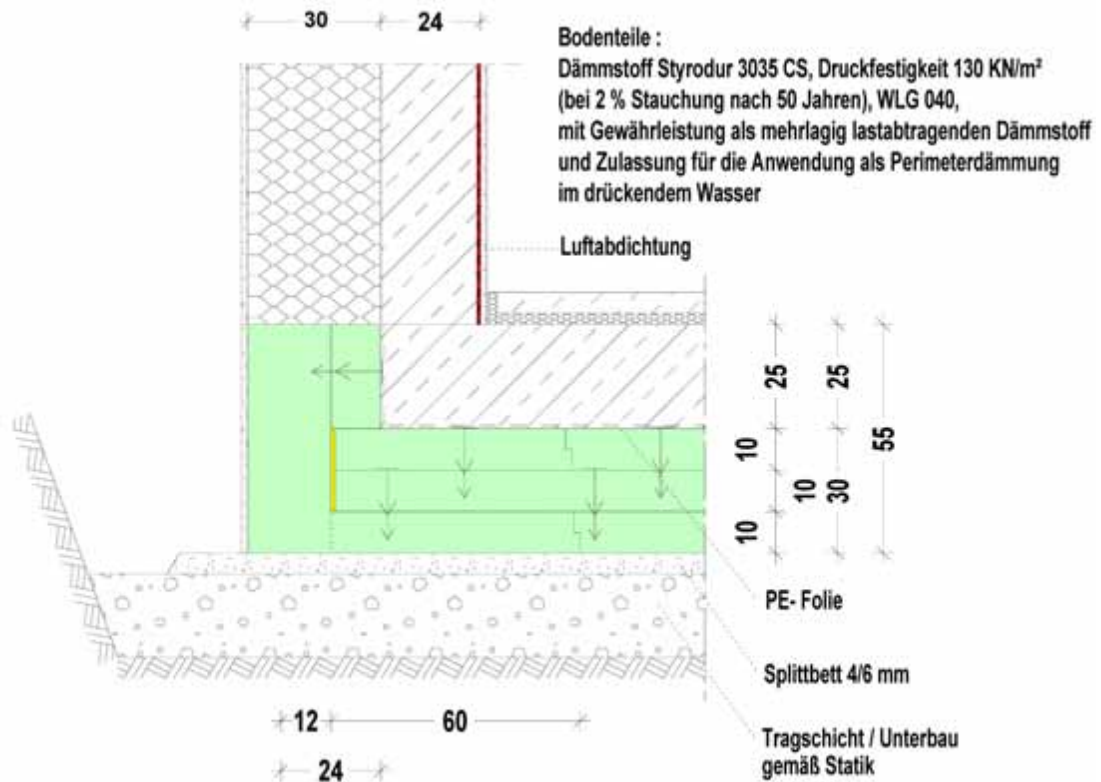 30
24
Bodenteile :
Dämmstoff Styrodur 3035 CS, Druckfestigkeit 130 KN/m²
(bei 2 % Stauchung nach 50 Jahren), WLG 040,
mit Gewährleistung als mehrlagig lastabtragenden Dämmstoff
und Zulassung für die Anwendung als Perimeterdämmung
im drückendem Wasser
Luftabdichtung
25
25
55
10
10
30
10
PE- Folie
Splittbett 4/6 mm
12
60
24
Tragschicht / Unterbau
gemäß Statik